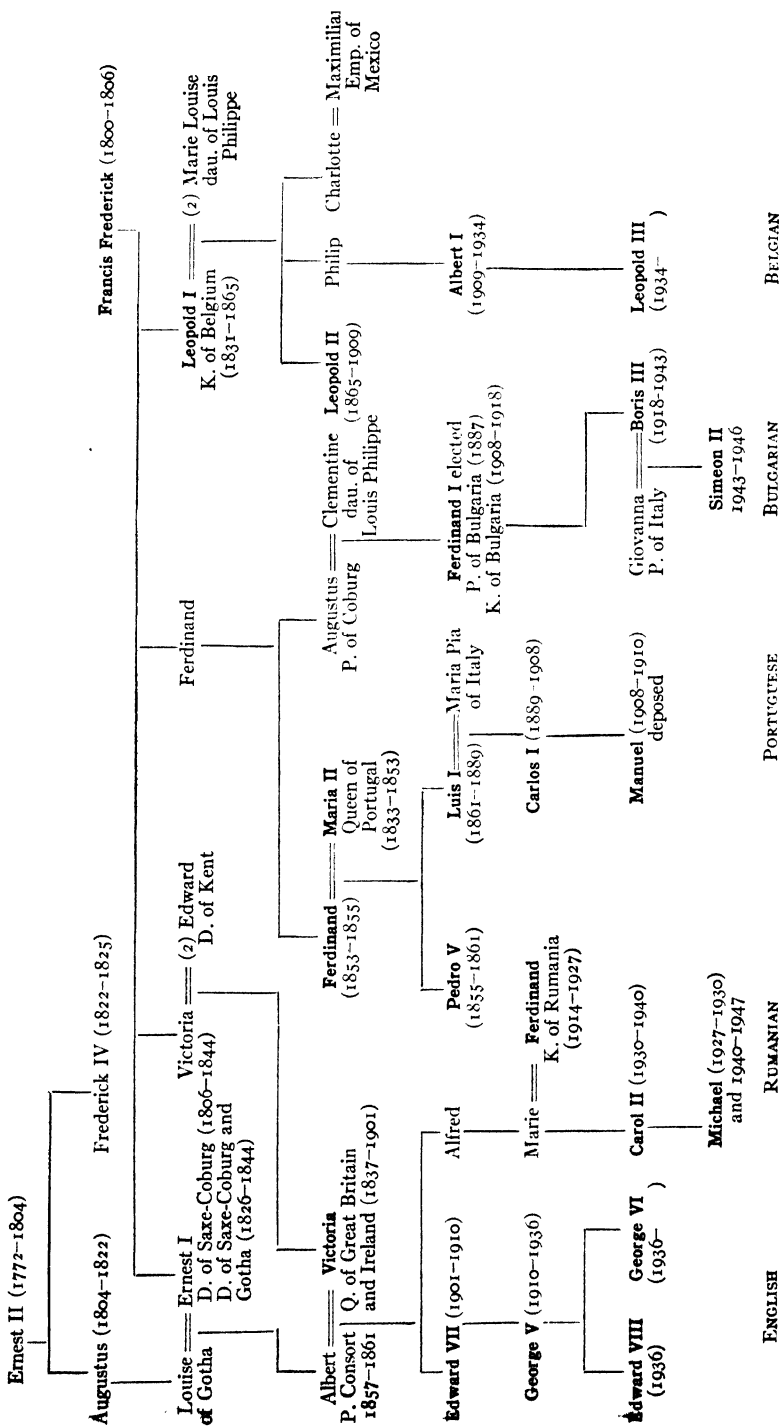 Ernest II (1772–1804)
Augustus (1804–1822)
Frederick IV (1822–1825)
Francis Frederick (1800–1806)
Louise
of Gotha
Ernest I
D. of Saxe-Coburg (1806–1844)
D. of Saxe-Coburg and
Gotha (1826–1844)
Victoria
(2) Edward
D. of Kent
Ferdinand
Leopold I
K. of Belgium
(1831–1865)
(2) Marie Louise
dau. of Louis
Philippe
Albert
P. Consort
1857–1861
Victoria
Q. of Great Britain
and Ireland (1837–1901)
Ferdinand
(1853–1855)
Maria II
Queen of
Portugal
(1833–1853)
Augustus
P. of Coburg
Clementine
dau. of
Louis Philippe
Leopold II
(1865–1909)
Philip
Charlotte
Maximilian
Emp. of
Mexico
Edward VII (1901–1910)
Alfred
Pedro V
(1855–1861)
Luis I
(1861–1889)
Maria Pia
of Italy
Ferdinand I elected
P. of Bulgaria (1887)
K. of Bulgaria (1908–1918)
Albert I
(1909–1934)
George V (1910–1936)
Marie
Ferdinand
K. of Rumania
(1914–1927)
Carlos I (1889–1908)
Edward VIII
(1936)
George VI
(1936– )
Carol II (1930–1940)
Manuel (1908–1910)
deposed
Giovanna
P. of Italy
Boris III
(1918-1943)
Leopold III
(1934– )
Michael (1927–1930)
and 1940–1947
Simeon II
1943–1946
ENGLISH
RUMANIAN
PORTUGUESE
BULGARIAN
BELGIAN